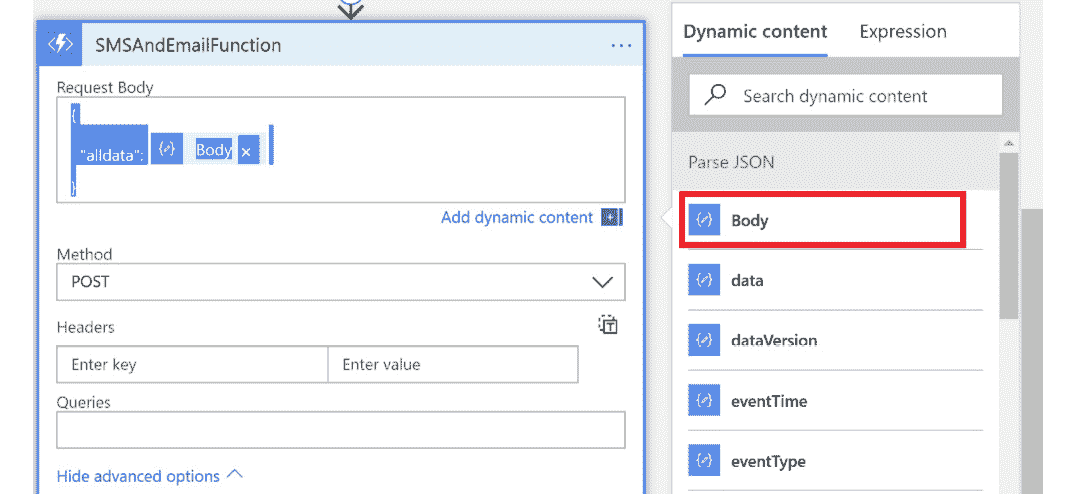 SMSAndEmailFunction
...
Request Body
{
"alldata": Body ×
}
Add dynamic content +
Method
POST
Headers
Enter key Enter value
Queries
Hide advanced options
Dynamic content Expression
Search dynamic content
Parse JSON
Body
data
dataVersion
eventTime
eventType